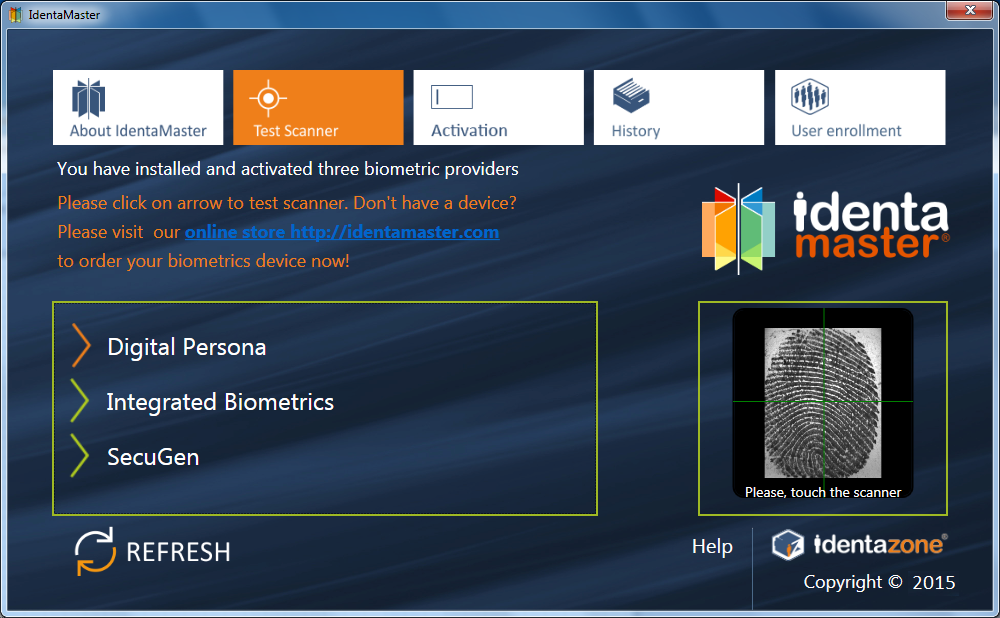 IdentaMaster
About IdentaMaster
Test Scanner
Activation
History
User enrollment
You have installed and activated three biometric providers
Please click on arrow to test scanner. Don't have a device?
Please visit our online store http://identamaster.com
to order your biometrics device now!
identa
master®
Digital Persona
Integrated Biometrics
SecuGen
Please, touch the scanner
REFRESH
Help
identazone®
Copyright © 2015